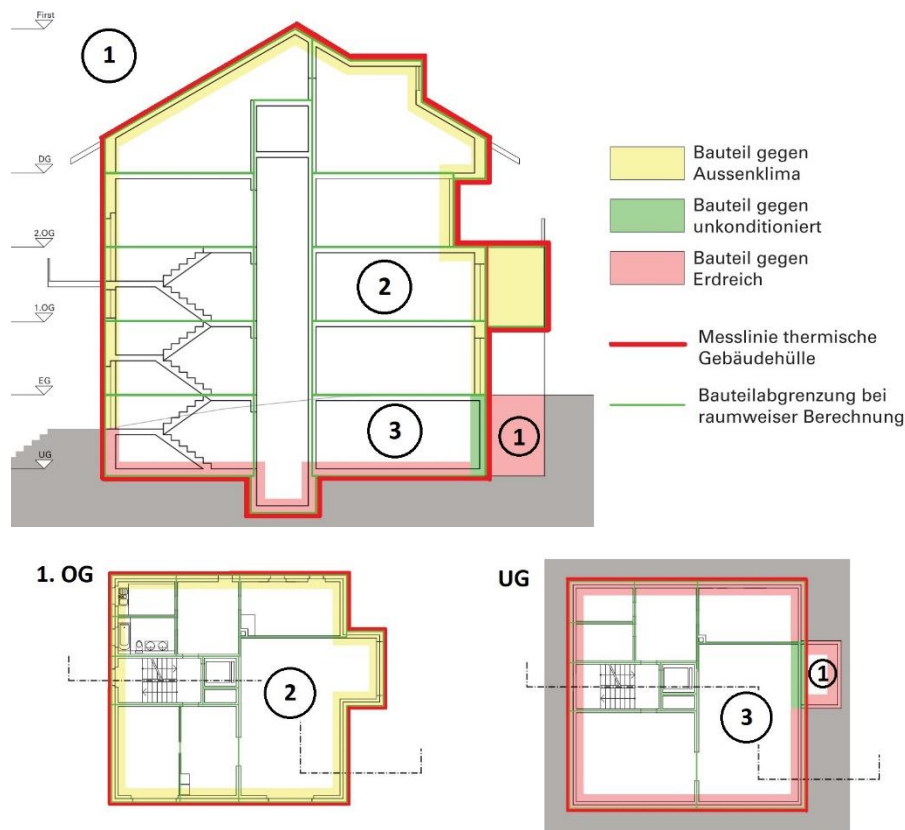 First
1
DG
2.OG
1.OG
EG
UG
2
3
1
Bauteil gegen
Aussenklima
Bauteil gegen
unkonditioniert
Bauteil gegen
Erdreich
Messlinie thermische
Gebäudehülle
Bauteilabgrenzung bei
raumweiser Berechnung
1. OG
2
UG
1
3